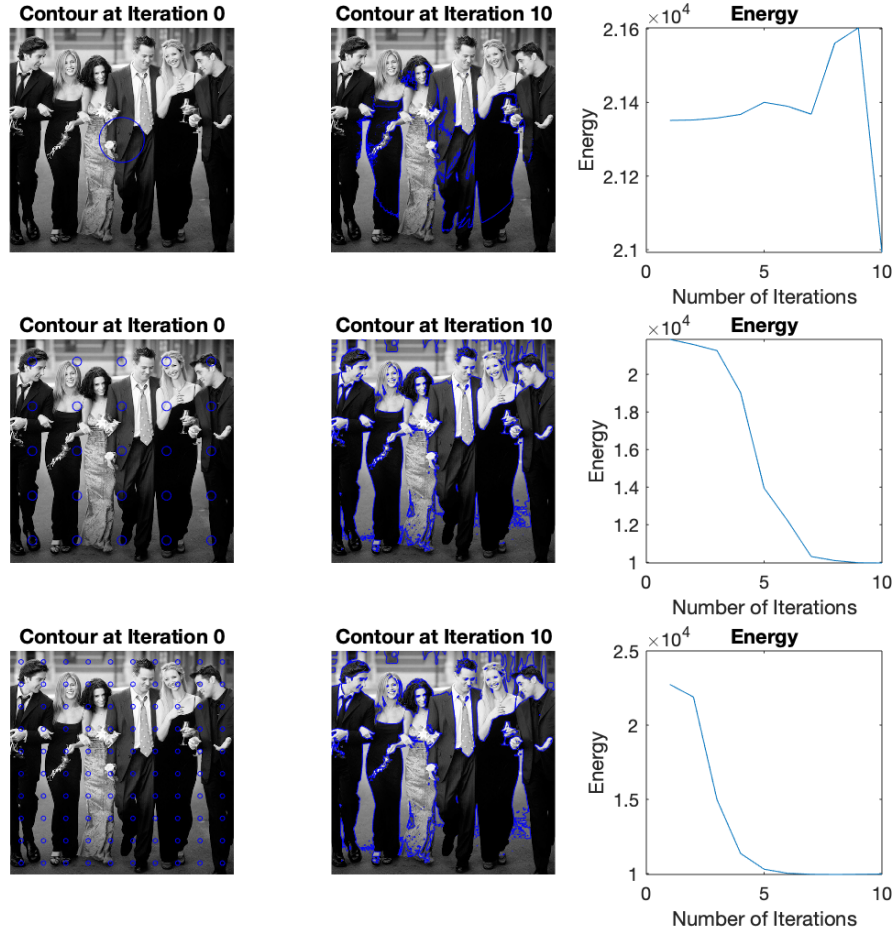 Contour at Iteration 0
Contour at Iteration 10
Energy
×10^4
2.16
2.14
2.12
2.1
Energy
0
5
10
Number of Iterations
Contour at Iteration 0
Contour at Iteration 10
Energy
×10^4
2
1.8
1.6
1.4
1.2
1
Energy
0
5
10
Number of Iterations
Contour at Iteration 0
Contour at Iteration 10
Energy
×10^4
2.5
2
1.5
1
Energy
0
5
10
Number of Iterations